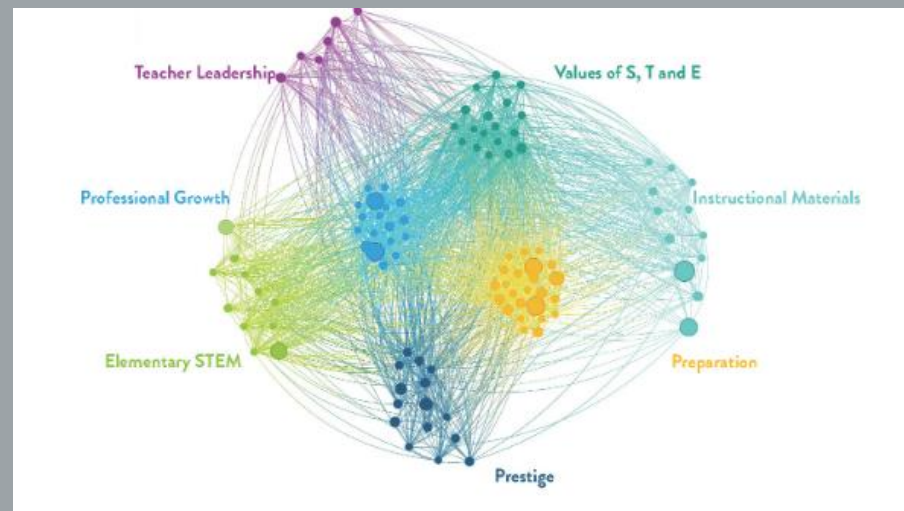 Teacher Leadership
Values of S, T and E
Professional Growth
Instructional Materials
Elementary STEM
Preparation
Prestige